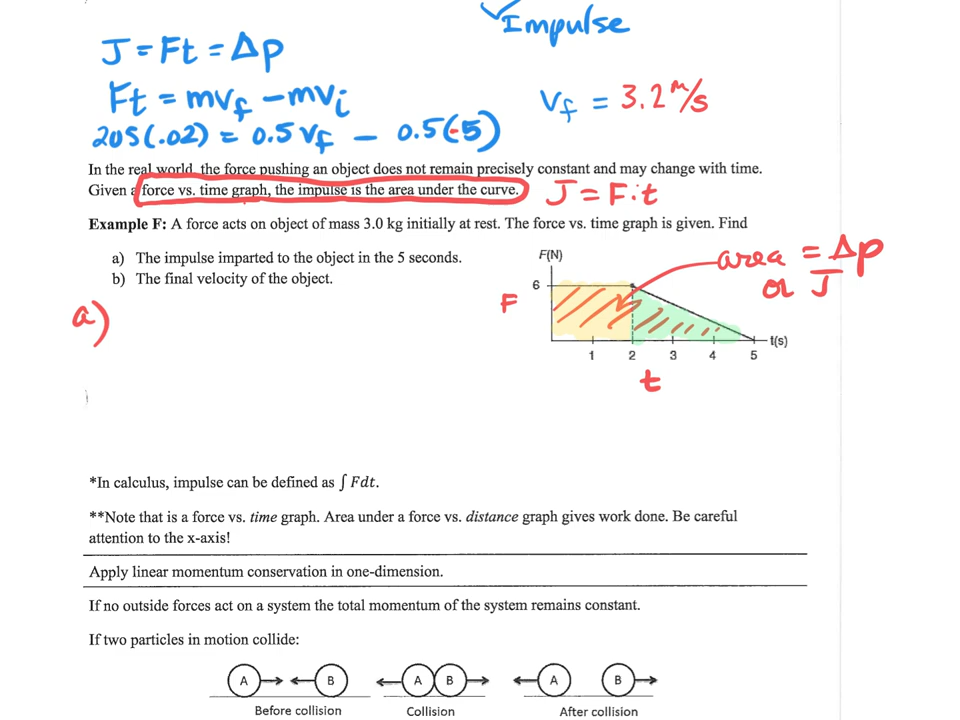 Impulse
J = Ft = Δp
Ft = mvf - mvi
205(.02) = 0.5 vf - 0.5(-5)
vf = 3.2 m/s
In the real world, the force pushing an object does not remain precisely constant and may change with time.
Given a force vs. time graph, the impulse is the area under the curve.
J = F·t
Example F: A force acts on object of mass 3.0 kg initially at rest. The force vs. time graph is given. Find
a) The impulse imparted to the object in the 5 seconds.
b) The final velocity of the object.
a)
F(N)
area = Δp
or J
6
F
t(s)
1 2 3 4 5
t
*In calculus, impulse can be defined as ∫ Fdt.
**Note that is a force vs. time graph. Area under a force vs. distance graph gives work done. Be careful
attention to the x-axis!
Apply linear momentum conservation in one-dimension.
If no outside forces act on a system the total momentum of the system remains constant.
If two particles in motion collide:
A B A B A B
Before collision Collision After collision